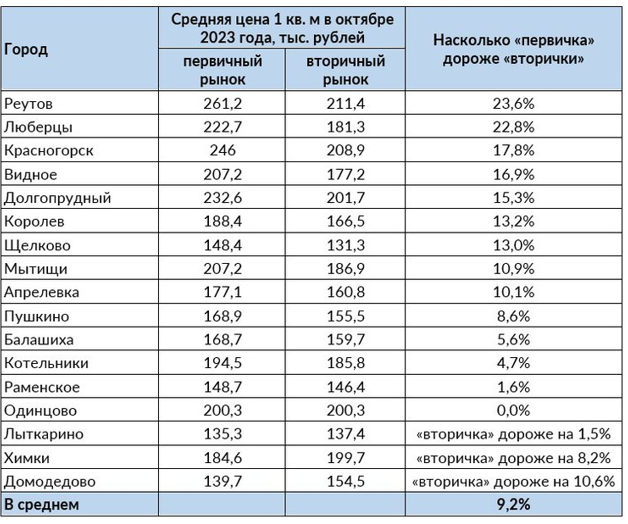 Город
Средняя цена 1 кв. м в октябре
2023 года, тыс. рублей
Насколько «первичка»
дороже «вторички»
первичный
рынок
вторичный
рынок
Реутов 261,2 211,4 23,6%
Люберцы 222,7 181,3 22,8%
Красногорск 246 208,9 17,8%
Видное 207,2 177,2 16,9%
Долгопрудный 232,6 201,7 15,3%
Королев 188,4 166,5 13,2%
Щелково 148,4 131,3 13,0%
Мытищи 207,2 186,9 10,9%
Апрелевка 177,1 160,8 10,1%
Пушкино 168,9 155,5 8,6%
Балашиха 168,7 159,7 5,6%
Котельники 194,5 185,8 4,7%
Раменское 148,7 146,4 1,6%
Одинцово 200,3 200,3 0,0%
Лыткарино 135,3 137,4 «вторичка» дороже на 1,5%
Химки 184,6 199,7 «вторичка» дороже на 8,2%
Домодедово 139,7 154,5 «вторичка» дороже на 10,6%
В среднем 9,2%